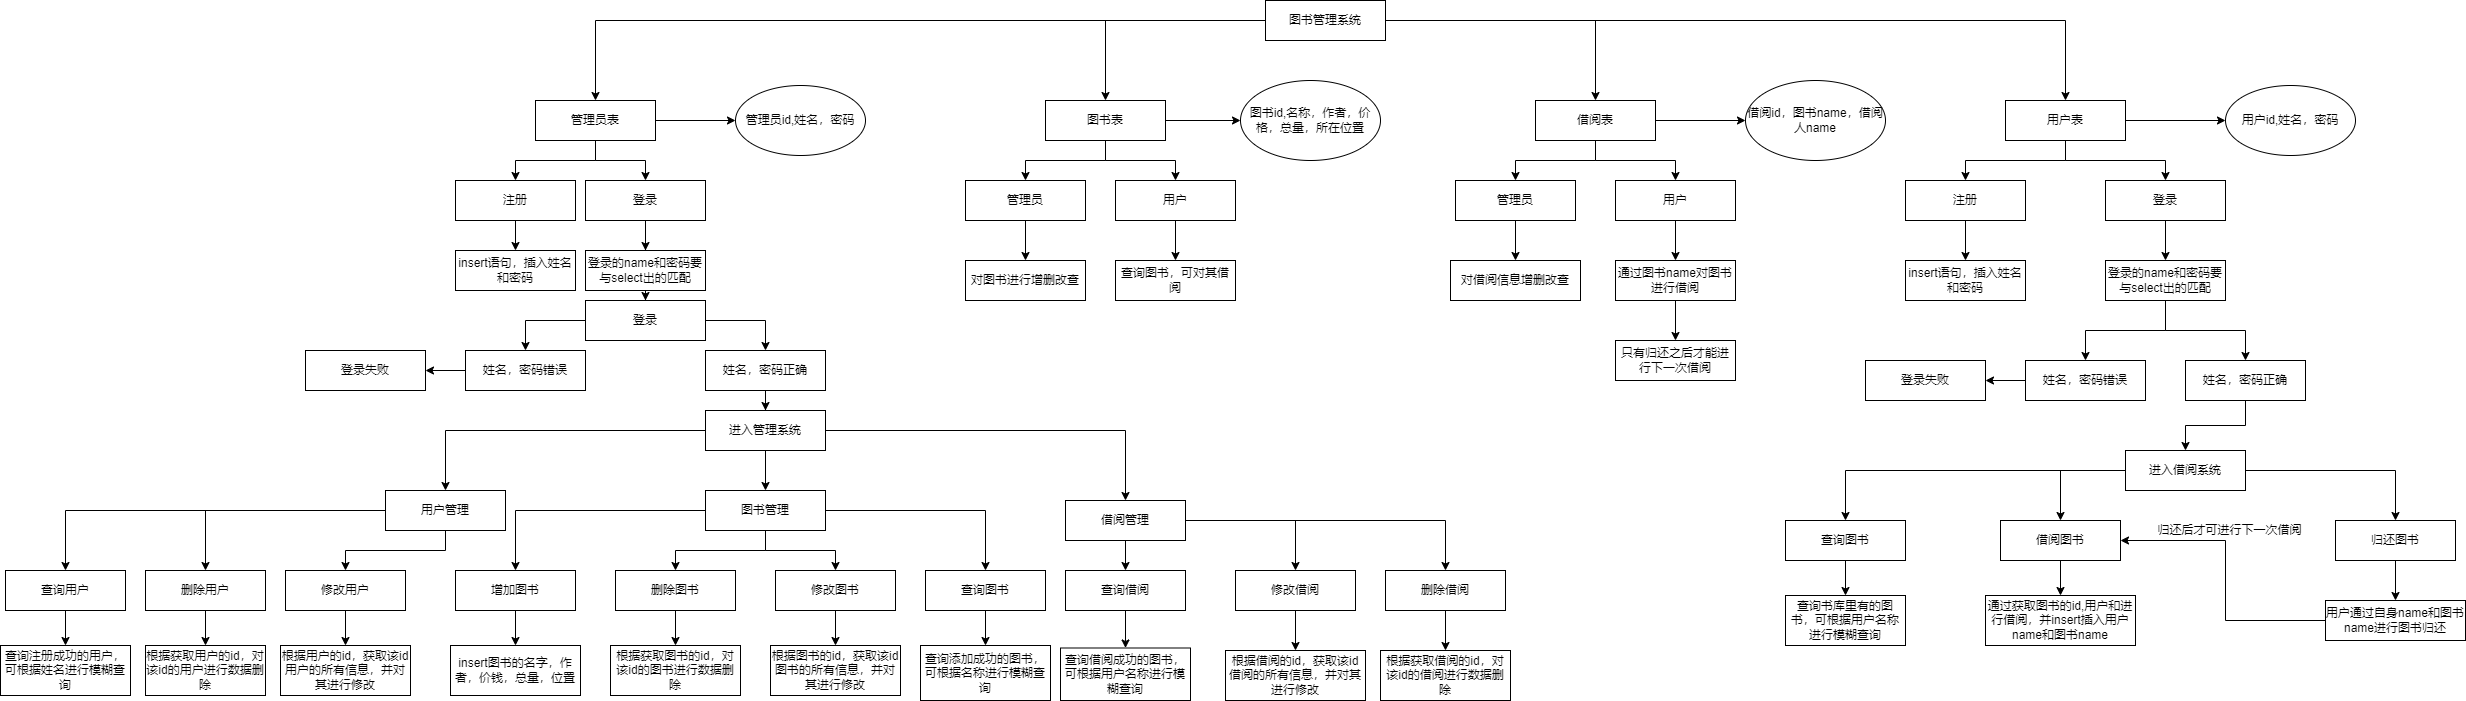 图书管理系统
管理员表
管理员id,姓名，密码
图书表
图书id,名称，作者，价
格，总量，所在位置
借阅表
借阅id，图书name，借阅
人name
用户表
用户id,姓名，密码
注册
登录
管理员
用户
管理员
用户
注册
登录
insert语句，插入姓名
和密码
登录的name和密码要
与select出的匹配
对图书进行增删改查
查询图书，可对其借
阅
对借阅信息增删改查
通过图书name对图书
进行借阅
insert语句，插入姓名
和密码
登录的name和密码要
与select出的匹配
登录
登录失败
姓名，密码错误
姓名，密码正确
只有归还之后才能进
行下一次借阅
登录失败
姓名，密码错误
姓名，密码正确
进入管理系统
进入借阅系统
用户管理
图书管理
借阅管理
查询图书
借阅图书
归还后才可进行下一次借阅
归还图书
查询用户
删除用户
修改用户
增加图书
删除图书
修改图书
查询图书
查询借阅
修改借阅
删除借阅
查询书库里有的图
书，可根据用户名称
进行模糊查询
通过获取图书的id,用户和进
行借阅，并insert插入用户
name和图书name
用户通过自身name和图书
name进行图书归还
查询注册成功的用户，
可根据姓名进行模糊查
询
根据获取用户的id，对
该id的用户进行数据删
除
根据用户的id，获取该id
用户的所有信息，并对
其进行修改
insert图书的名字，作
者，价钱，总量，位置
根据获取图书的id，对
该id的图书进行数据删
除
根据图书的id，获取该id
图书的所有信息，并对
其进行修改
查询添加成功的图书，
可根据名称进行模糊查
询
查询借阅成功的图书，
可根据用户名称进行模
糊查询
根据借阅的id，获取该id
借阅的所有信息，并对其
进行修改
根据获取借阅的id，对
该id的借阅进行数据删
除